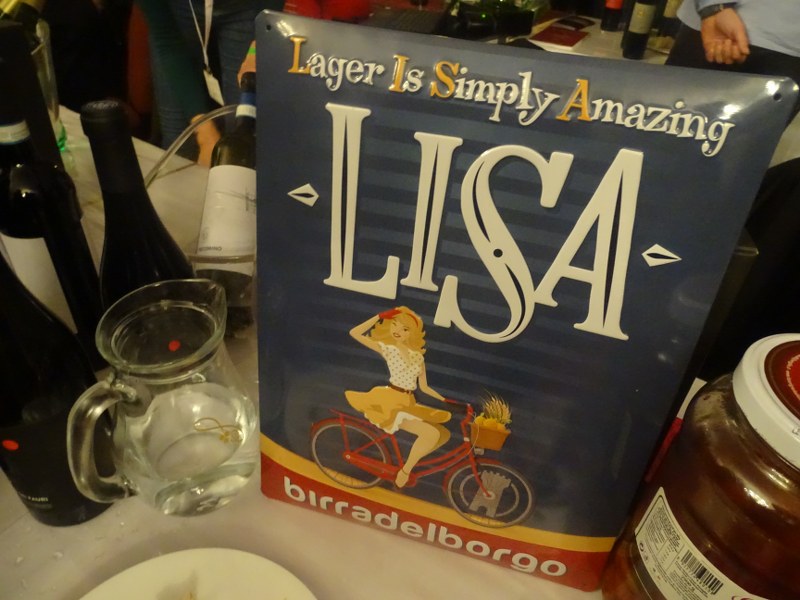 Lager Is Simply Amazing
LISA
birradelborgo